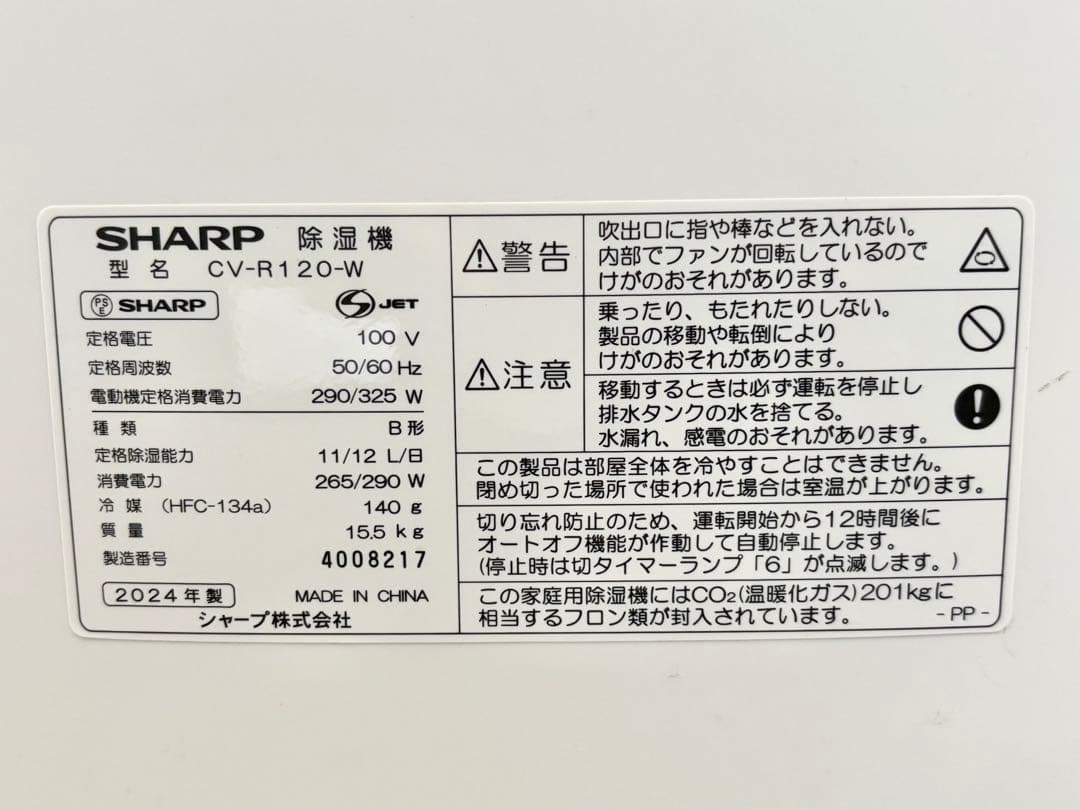 SHARP 除湿機
型名 CV-R120-W
PSE SHARP
JET
定格電圧 100 V
定格周波数 50/60 Hz
電動機定格消費電力 290/325 W
種類 B形
定格除湿能力 11/12 L/日
消費電力 265/290 W
冷媒 (HFC-134a) 140 g
質量 15.5 kg
製造番号 4008217
2024年製 MADE IN CHINA
シャープ株式会社
警告
吹出口に指や棒などを入れない。
内部でファンが回転しているので
けがのおそれがあります。
注意
乗ったり、もたれたりしない。
製品の移動や転倒により
けがのおそれがあります。
移動するときは必ず運転を停止し
排水タンクの水を捨てる。
水漏れ、感電のおそれがあります。
この製品は部屋全体を冷やすことはできません。
閉め切った場所で使われた場合は室温が上がります。
切り忘れ防止のため、運転開始から12時間後に
オートオフ機能が作動して自動停止します。
(停止時は切タイマーランプ「6」が点滅します。)
この家庭用除湿機にはCO₂(温暖化ガス)201kgに
相当するフロン類が封入されています。 -PP-